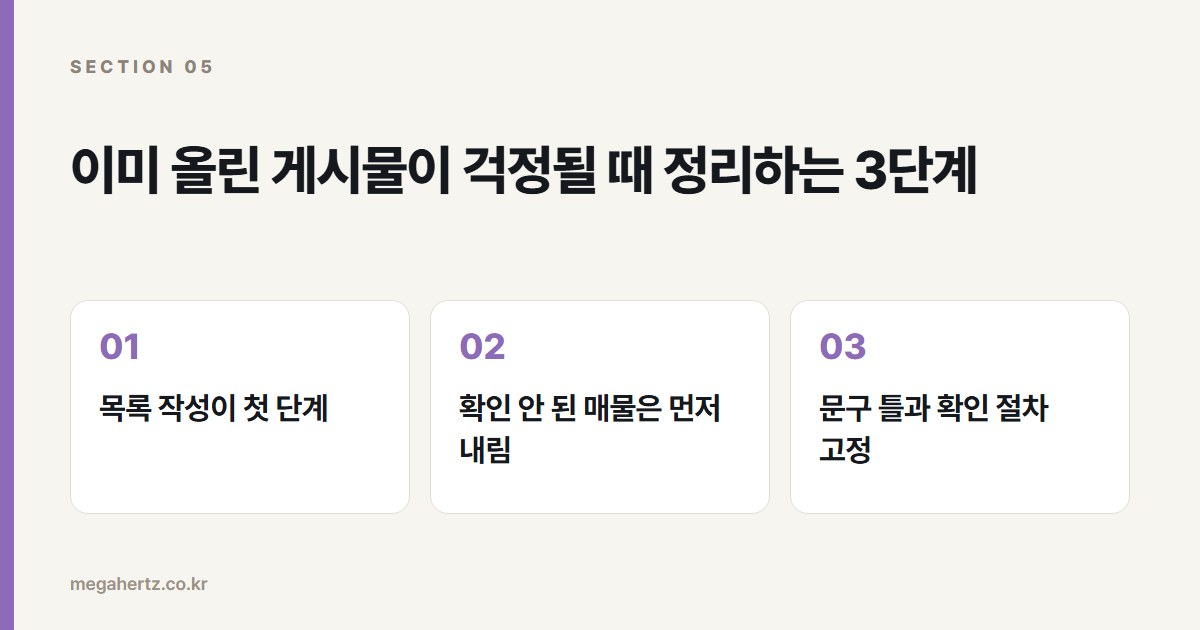 SECTION 05
이미 올린 게시물이 걱정될 때 정리하는 3단계
01
목록 작성이 첫 단계
02
확인 안 된 매물은 먼저
내림
03
문구 틀과 확인 절차
고정
megahertz.co.kr